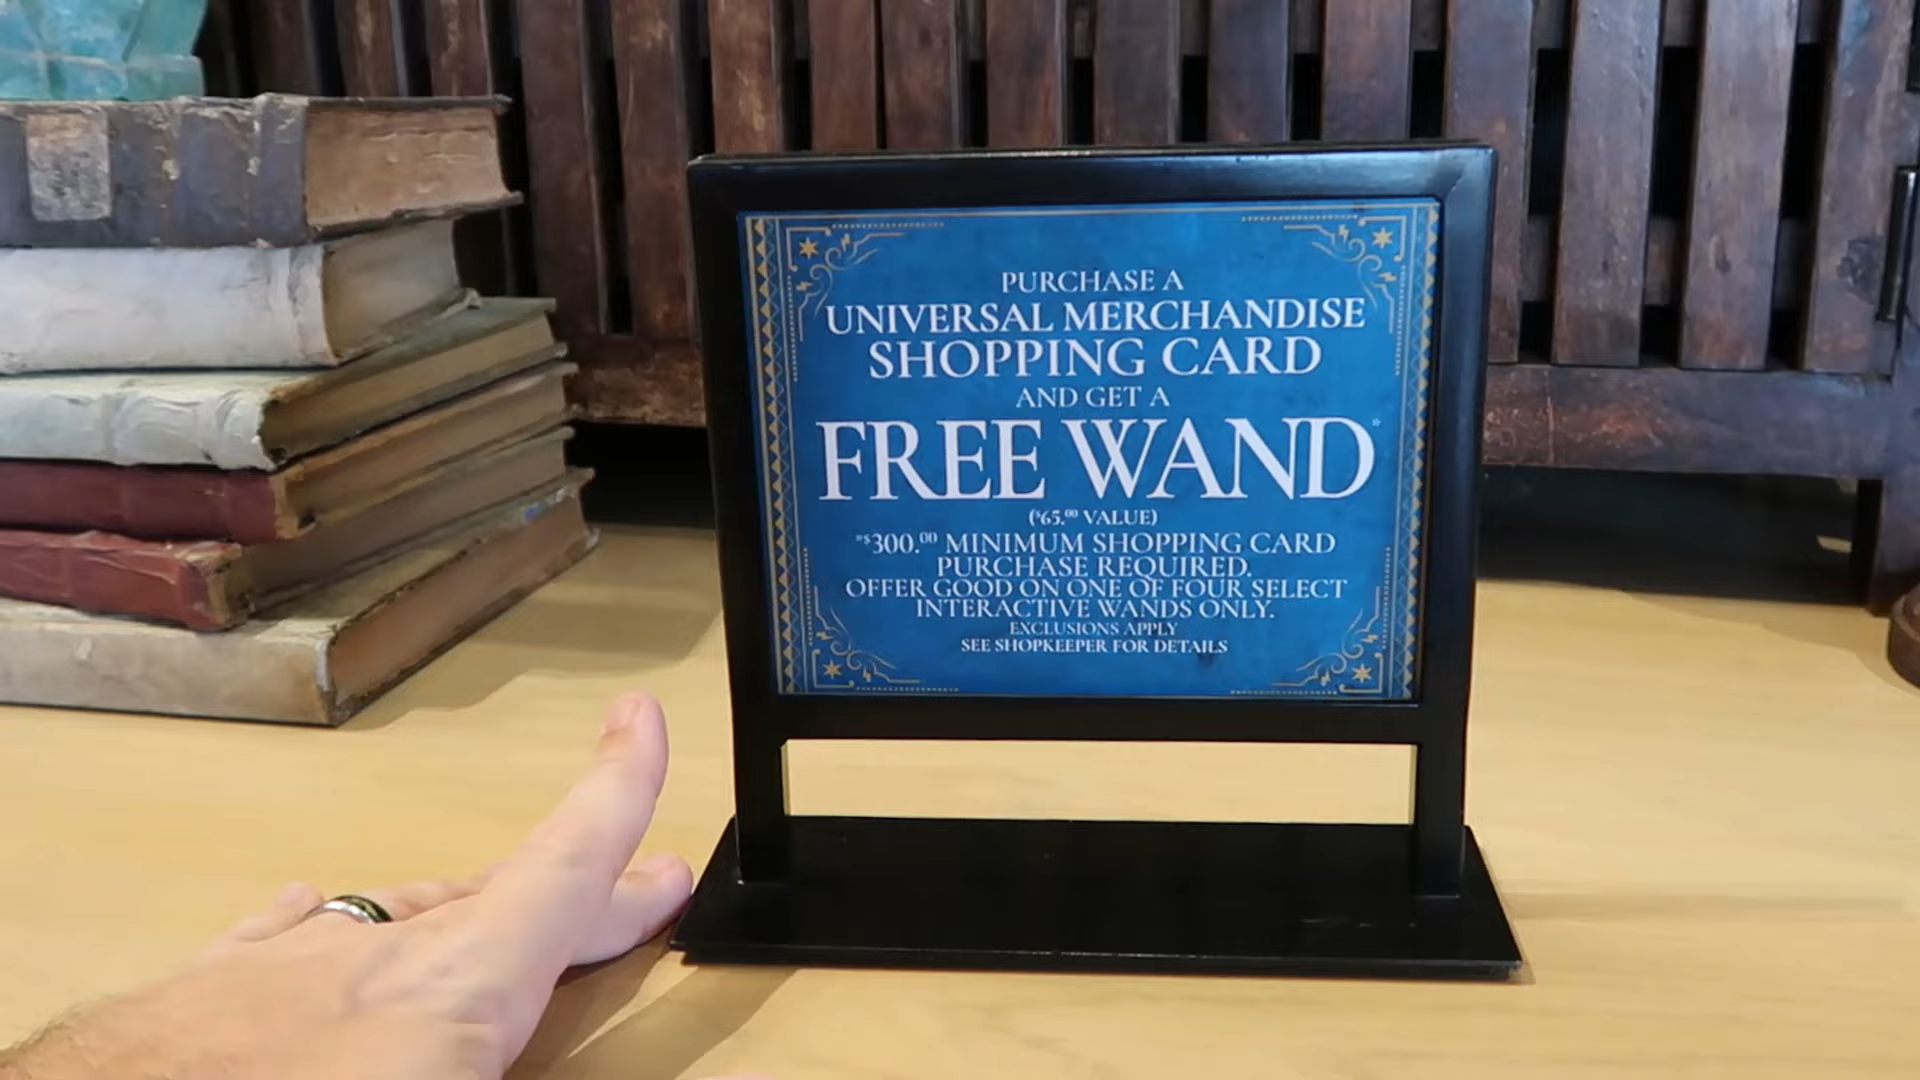 PURCHASE A
UNIVERSAL MERCHANDISE
SHOPPING CARD
AND GET A
FREE WAND*
($65.00 VALUE)
*$300.00 MINIMUM SHOPPING CARD
PURCHASE REQUIRED.
OFFER GOOD ON ONE OF FOUR SELECT
INTERACTIVE WANDS ONLY.
EXCLUSIONS APPLY
SEE SHOPKEEPER FOR DETAILS